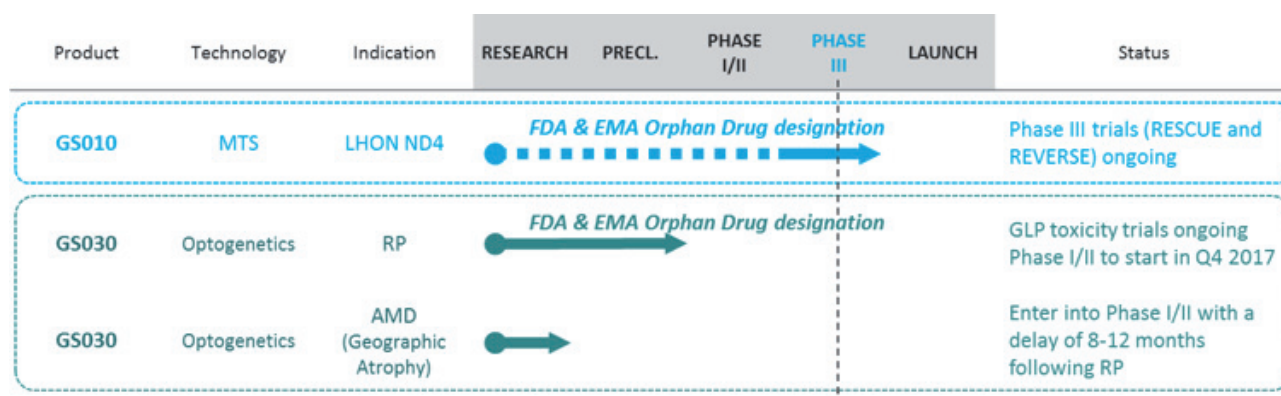 Product Technology Indication RESEARCH PRECL. PHASE I/II PHASE III LAUNCH Status
FDA & EMA Orphan Drug designation
GS010 MTS LHON ND4
Phase III trials (RESCUE and
REVERSE) ongoing
FDA & EMA Orphan Drug designation
GS030 Optogenetics RP
GLP toxicity trials ongoing
Phase I/II to start in Q4 2017
GS030 Optogenetics
AMD
(Geographic
Atrophy)
Enter into Phase I/II with a
delay of 8-12 months
following RP